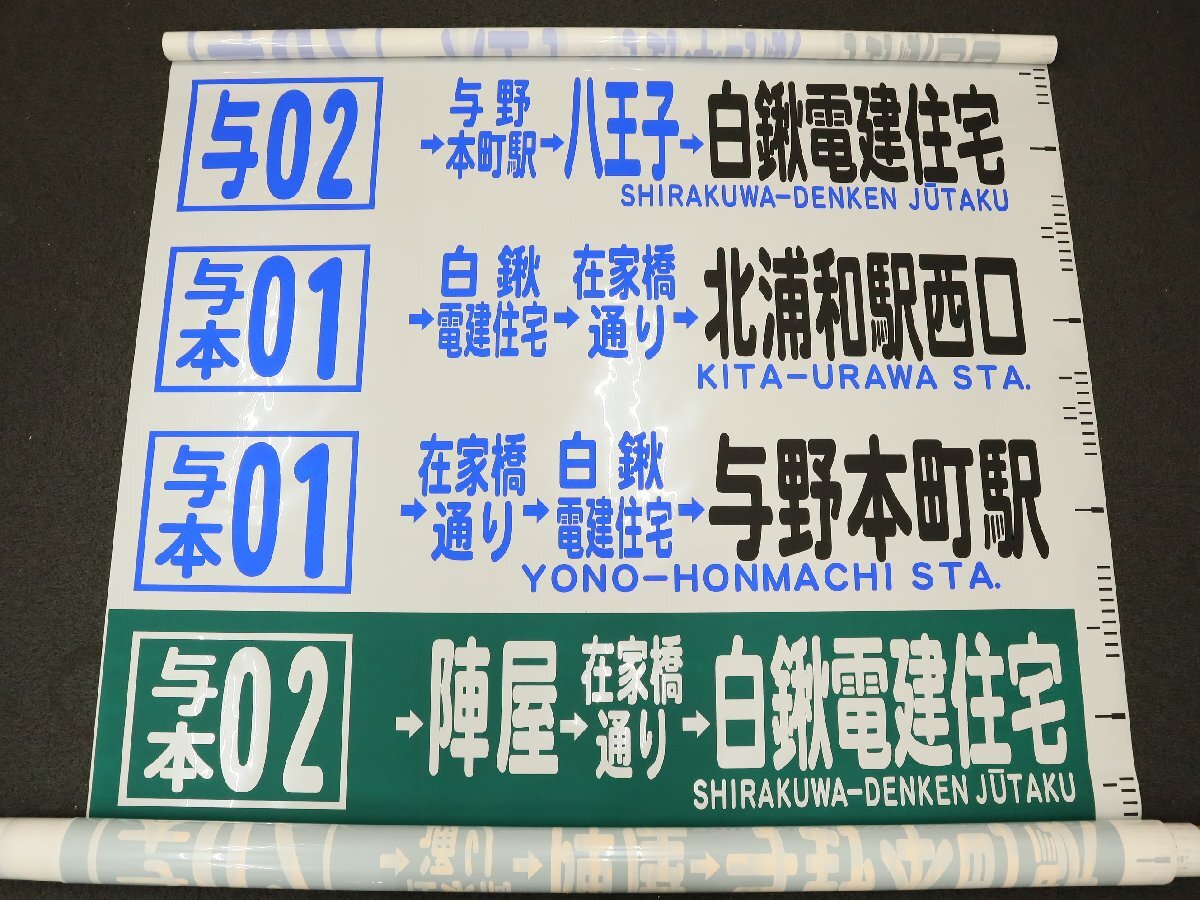 与02 →与野本町駅→八王子→白鍬電建住宅
SHIRAKUWA-DENKEN JŪTAKU
与本01 →白鍬電建住宅→在家橋通り→北浦和駅西口
KITA-URAWA STA.
与本01 →在家橋通り→白鍬電建住宅→与野本町駅
YONO-HONMACHI STA.
与本02 →陣屋→在家橋通り→白鍬電建住宅
SHIRAKUWA-DENKEN JŪTAKU